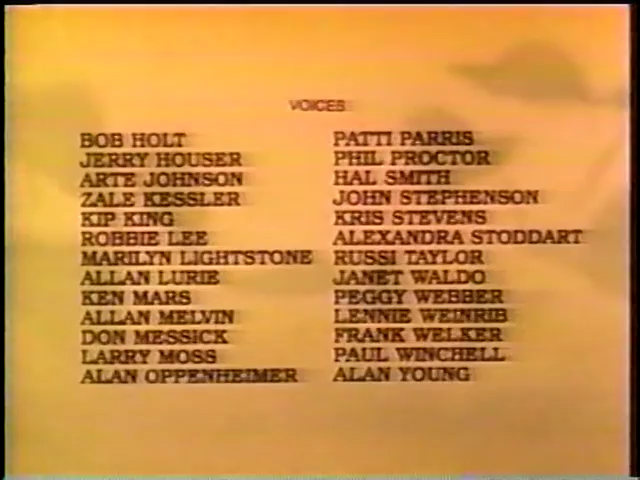 VOICES
BOB HOLT
JERRY HOUSER
ARTE JOHNSON
ZALE KESSLER
KIP KING
ROBBIE LEE
MARILYN LIGHTSTONE
ALLAN LURIE
KEN MARS
ALLAN MELVIN
DON MESSICK
LARRY MOSS
ALAN OPPENHEIMER
PATTI PARRIS
PHIL PROCTOR
HAL SMITH
JOHN STEPHENSON
KRIS STEVENS
ALEXANDRA STODDART
RUSSI TAYLOR
JANET WALDO
PEGGY WEBBER
LENNIE WEINRIB
FRANK WELKER
PAUL WINCHELL
ALAN YOUNG